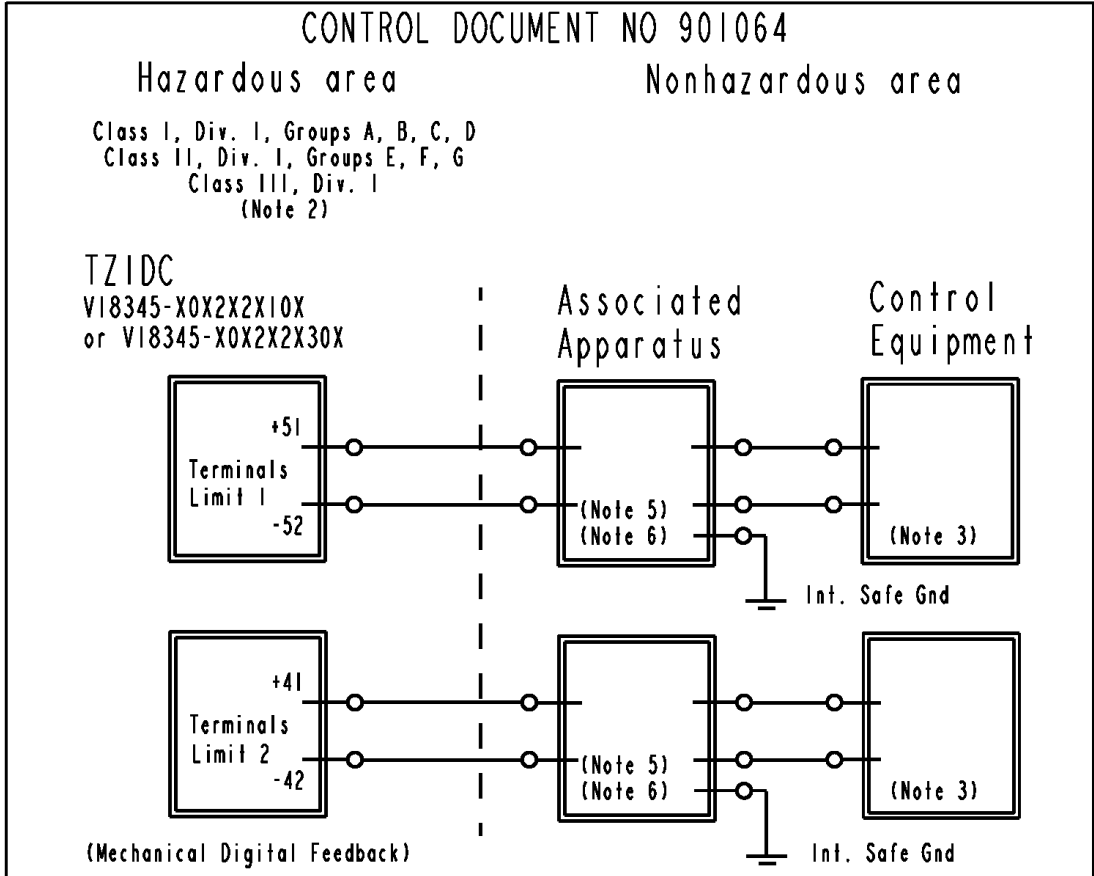 CONTROL DOCUMENT NO 901064
Hazardous area
Nonhazardous area
Class I, Div. I, Groups A, B, C, D
Class II, Div. I, Groups E, F, G
Class III, Div. I
(Note 2)
TZIDC
V18345-X0X2X2X10X
or V18345-X0X2X2X30X
Associated
Apparatus
Control
Equipment
+51
Terminals
Limit 1
-52
(Note 5)
(Note 6)
(Note 3)
Int. Safe Gnd
+41
Terminals
Limit 2
-42
(Note 5)
(Note 6)
(Note 3)
(Mechanical Digital Feedback)
Int. Safe Gnd